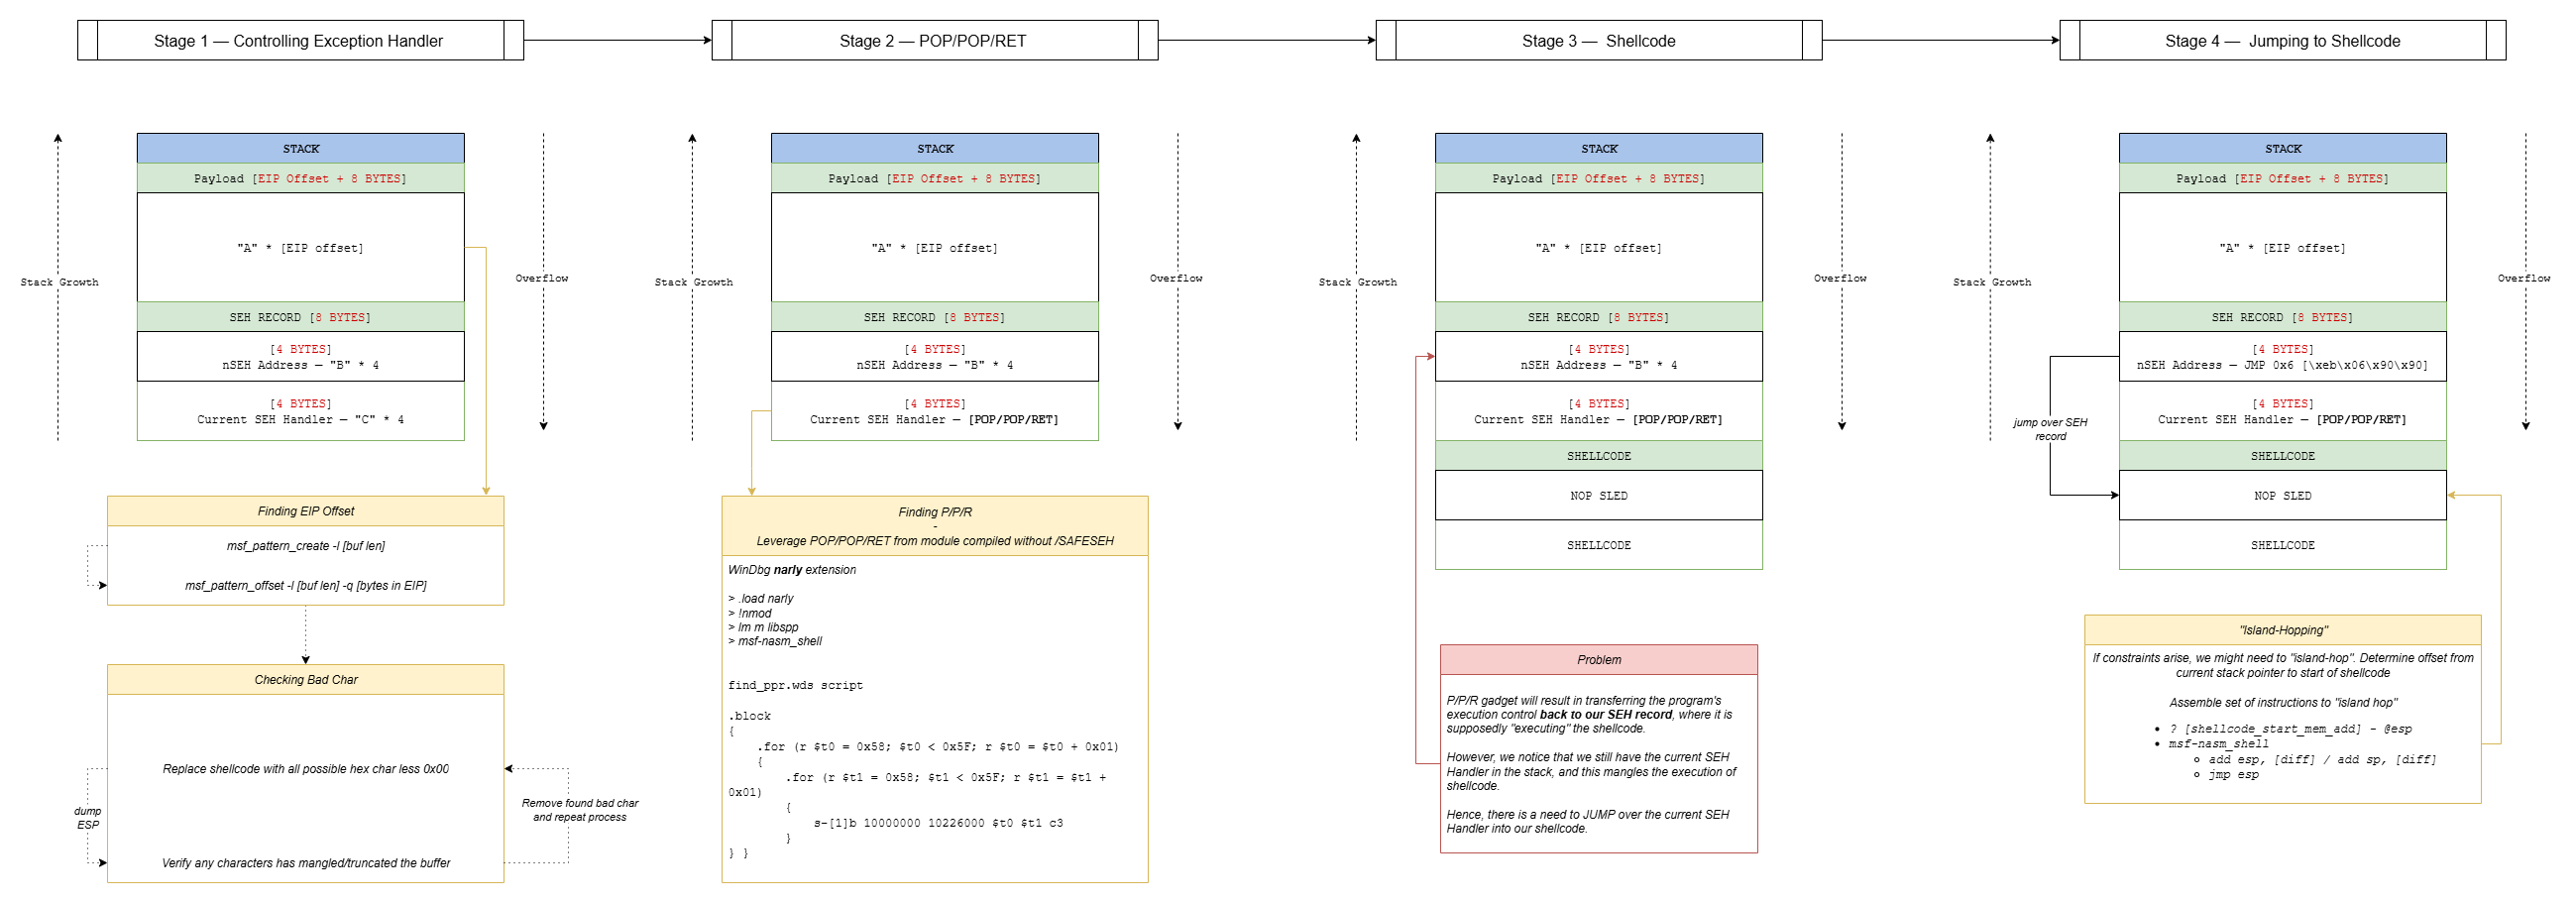 Stage 1 — Controlling Exception Handler
Stage 2 — POP/POP/RET
Stage 3 — Shellcode
Stage 4 — Jumping to Shellcode
Stack Growth
STACK
Payload [EIP Offset + 8 BYTES]
"A" * [EIP offset]
SEH RECORD [8 BYTES]
[4 BYTES]
nSEH Address — "B" * 4
[4 BYTES]
Current SEH Handler — "C" * 4
Overflow
Finding EIP Offset
msf_pattern_create -l [buf len]
msf_pattern_offset -l [buf len] -q [bytes in EIP]
Checking Bad Char
Replace shellcode with all possible hex char less 0x00
dump
ESP
Verify any characters has mangled/truncated the buffer
Remove found bad char
and repeat process
Stack Growth
STACK
Payload [EIP Offset + 8 BYTES]
"A" * [EIP offset]
SEH RECORD [8 BYTES]
[4 BYTES]
nSEH Address — "B" * 4
[4 BYTES]
Current SEH Handler — [POP/POP/RET]
Overflow
Finding P/P/R
-
Leverage POP/POP/RET from module compiled without /SAFESEH
WinDbg narly extension
> .load narly
> !nmod
> lm m libspp
> msf-nasm_shell
find_ppr.wds script
.block
{
.for (r $t0 = 0x58; $t0 < 0x5F; r $t0 = $t0 + 0x01)
{
.for (r $t1 = 0x58; $t1 < 0x5F; r $t1 = $t1 +
0x01)
{
s-[1]b 10000000 10226000 $t0 $t1 c3
}
} }
Stack Growth
STACK
Payload [EIP Offset + 8 BYTES]
"A" * [EIP offset]
SEH RECORD [8 BYTES]
[4 BYTES]
nSEH Address — "B" * 4
[4 BYTES]
Current SEH Handler — [POP/POP/RET]
SHELLCODE
NOP SLED
SHELLCODE
Overflow
Problem
P/P/R gadget will result in transferring the program's
execution control back to our SEH record, where it is
supposedly "executing" the shellcode.
However, we notice that we still have the current SEH
Handler in the stack, and this mangles the execution of
shellcode.
Hence, there is a need to JUMP over the current SEH
Handler into our shellcode.
Stack Growth
STACK
Payload [EIP Offset + 8 BYTES]
"A" * [EIP offset]
SEH RECORD [8 BYTES]
[4 BYTES]
nSEH Address — JMP 0x6 [\xeb\x06\x90\x90]
[4 BYTES]
Current SEH Handler — [POP/POP/RET]
SHELLCODE
NOP SLED
SHELLCODE
jump over SEH
record
Overflow
"Island-Hopping"
If constraints arise, we might need to "island-hop". Determine offset from
current stack pointer to start of shellcode
Assemble set of instructions to "island hop"
• ? [shellcode_start_mem_add] - @esp
• msf-nasm_shell
○ add esp, [diff] / add sp, [diff]
○ jmp esp